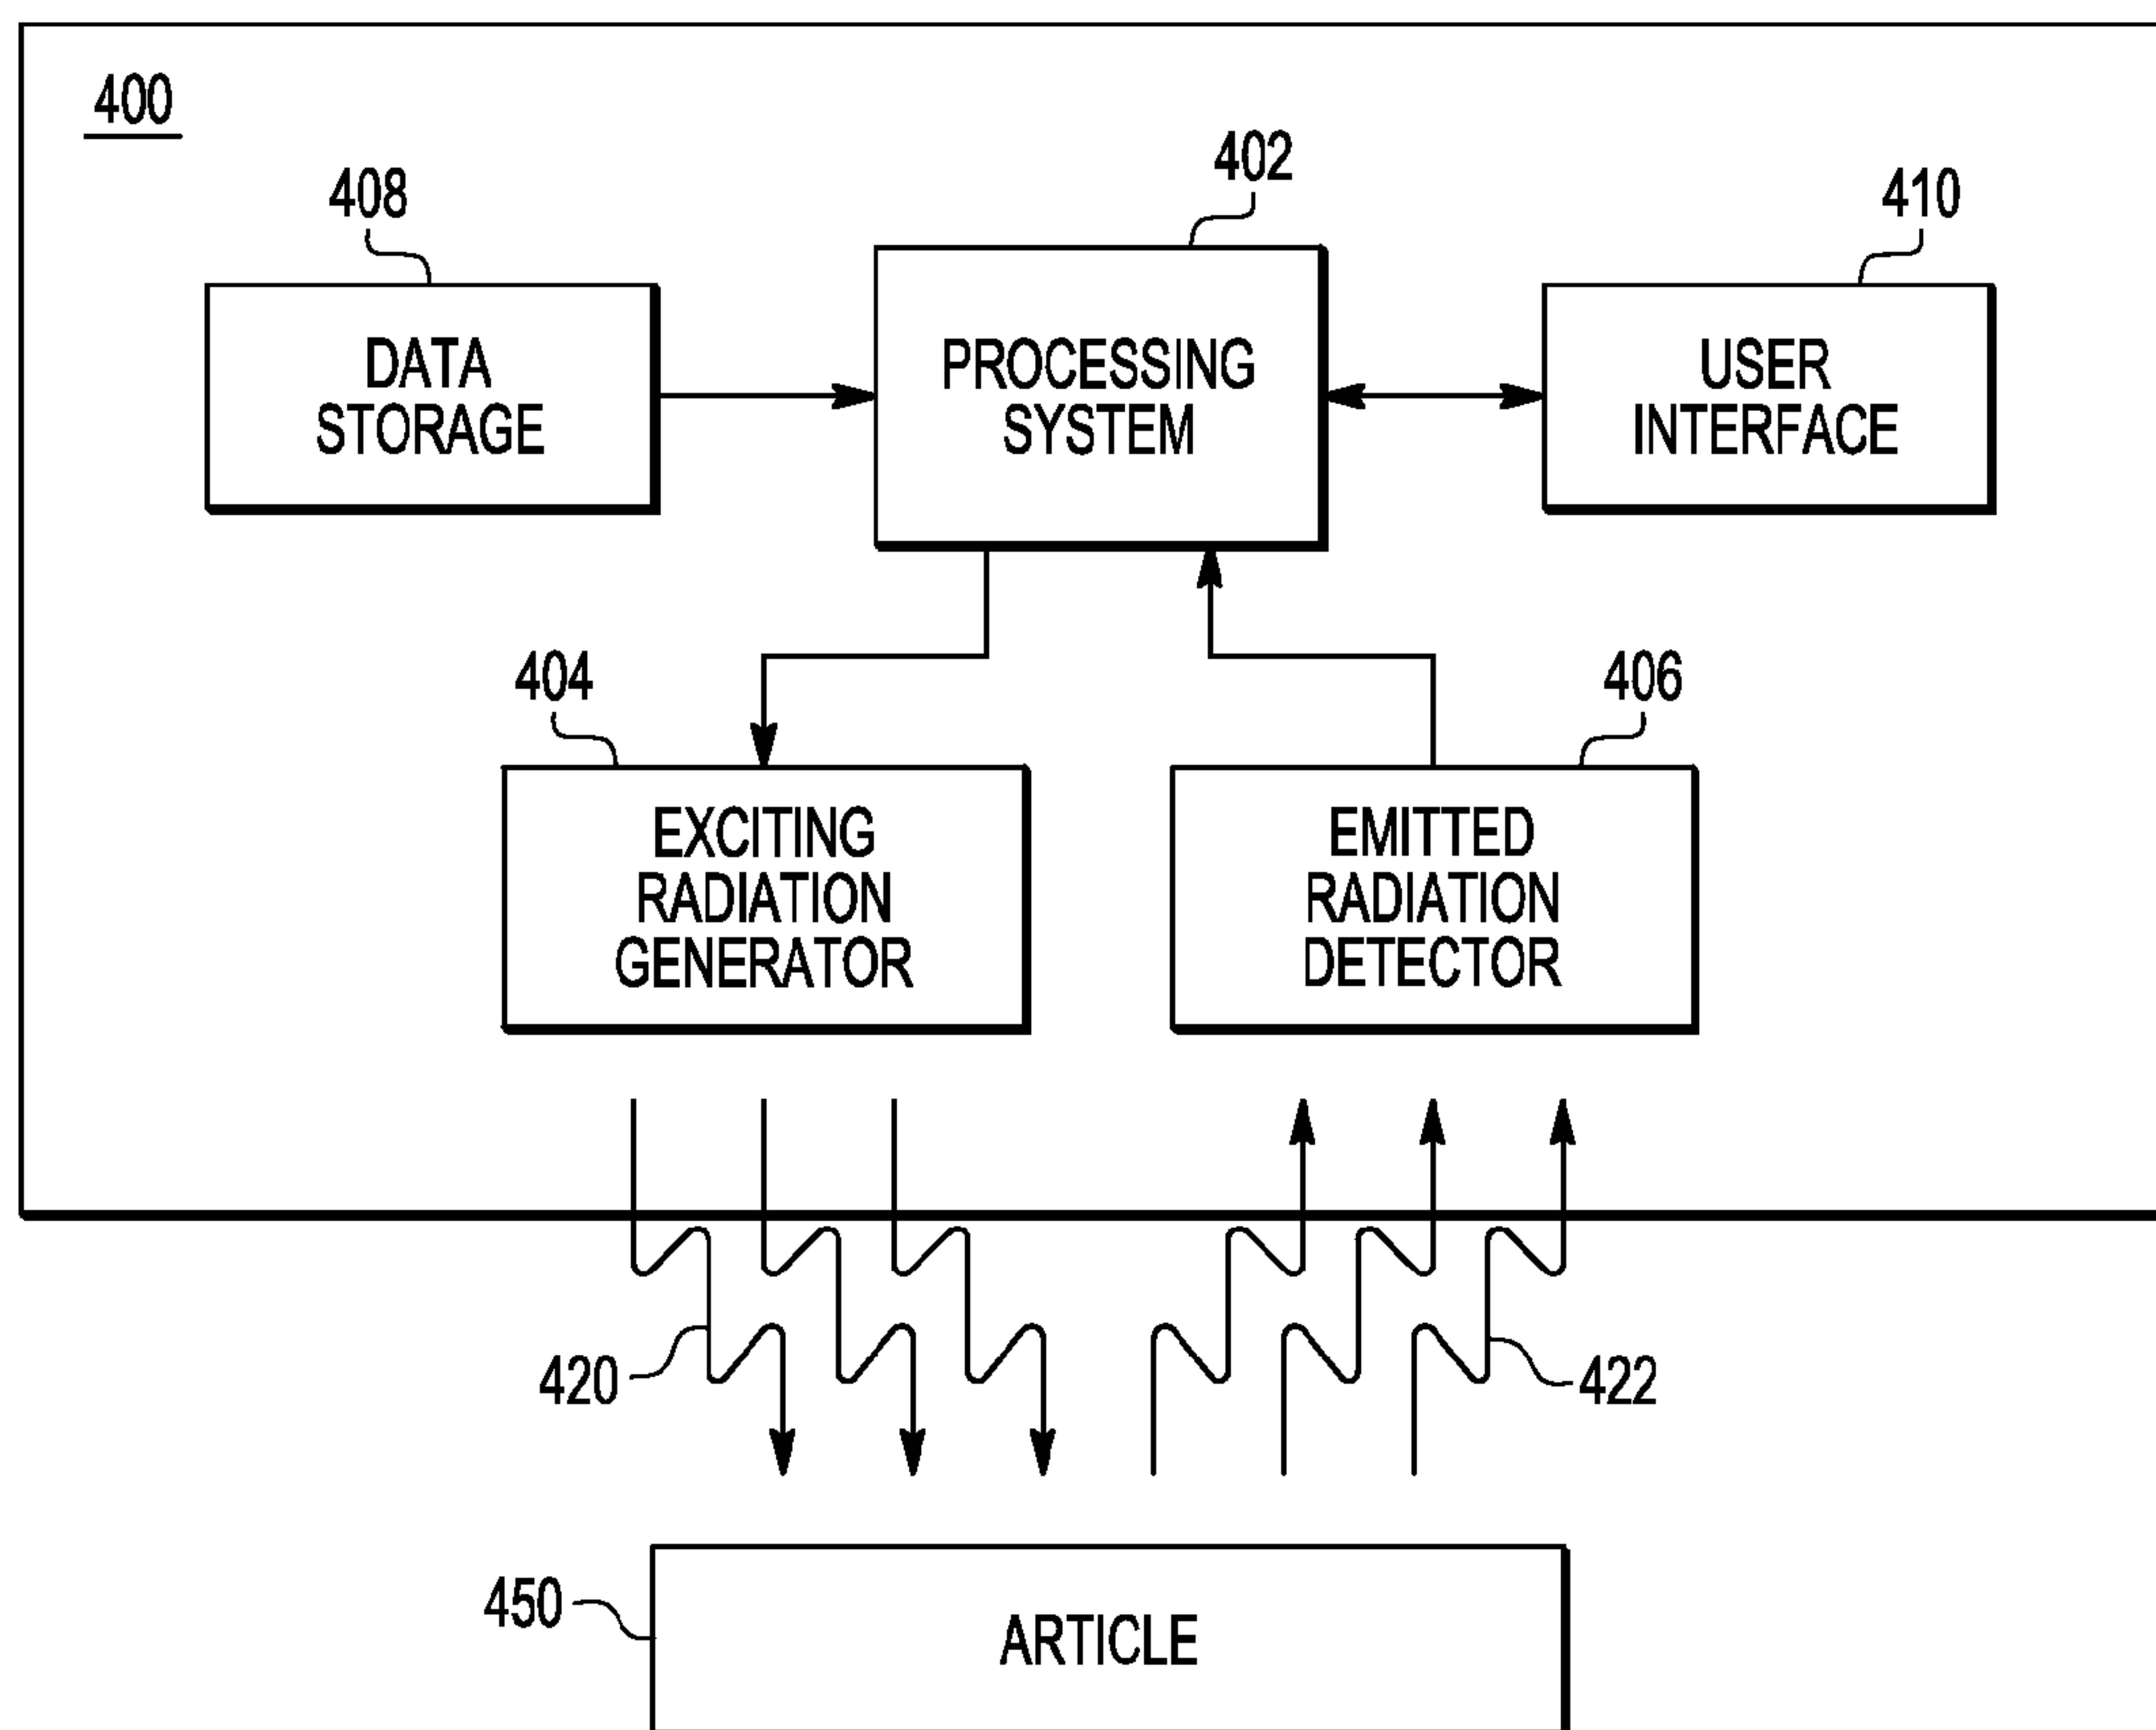 400
402
408
410
DATA
STORAGE
PROCESSING
SYSTEM
USER
INTERFACE
404
406
EXCITING
RADIATION
GENERATOR
EMITTED
RADIATION
DETECTOR
420
422
450
ARTICLE